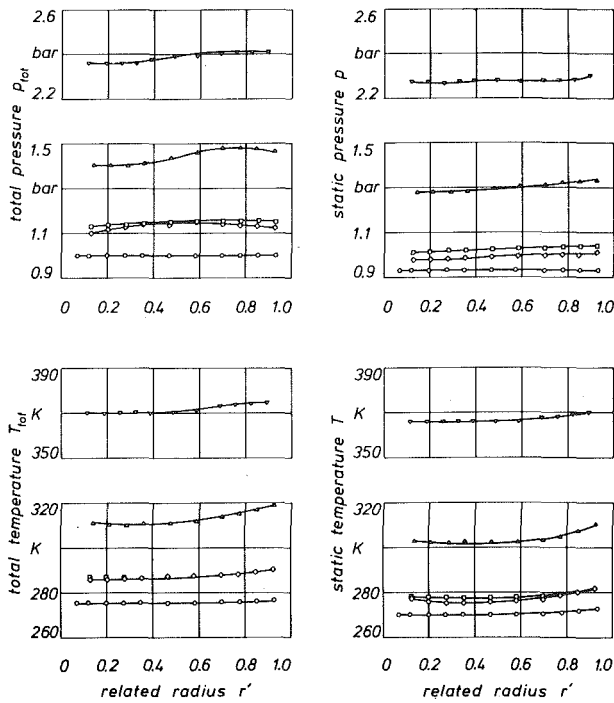 total pressure p_tot
2.6
bar
2.2
1.5
bar
1.1
0.9
0 0.2 0.4 0.6 0.8 1.0
static pressure p
2.6
bar
2.2
1.5
bar
1.1
0.9
0 0.2 0.4 0.6 0.8 1.0
total temperature T_tot
390
K
350
320
K
280
260
0 0.2 0.4 0.6 0.8 1.0
related radius r'
static temperature T
390
K
350
320
K
280
260
0 0.2 0.4 0.6 0.8 1.0
related radius r'